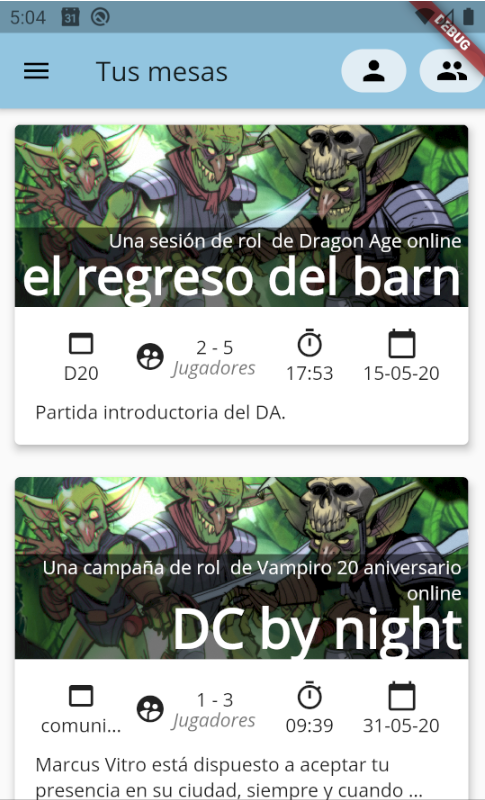 5:04
31
DEBUG
Tus mesas
Una sesión de rol  de Dragon Age online
el regreso del barn
D20
2 - 5
Jugadores
17:53
15-05-20
Partida introductoria del DA.
Una campaña de rol  de Vampiro 20 aniversario
online
DC by night
comuni...
1 - 3
Jugadores
09:39
31-05-20
Marcus Vitro está dispuesto a aceptar tu
presencia en su ciudad, siempre y cuando ...